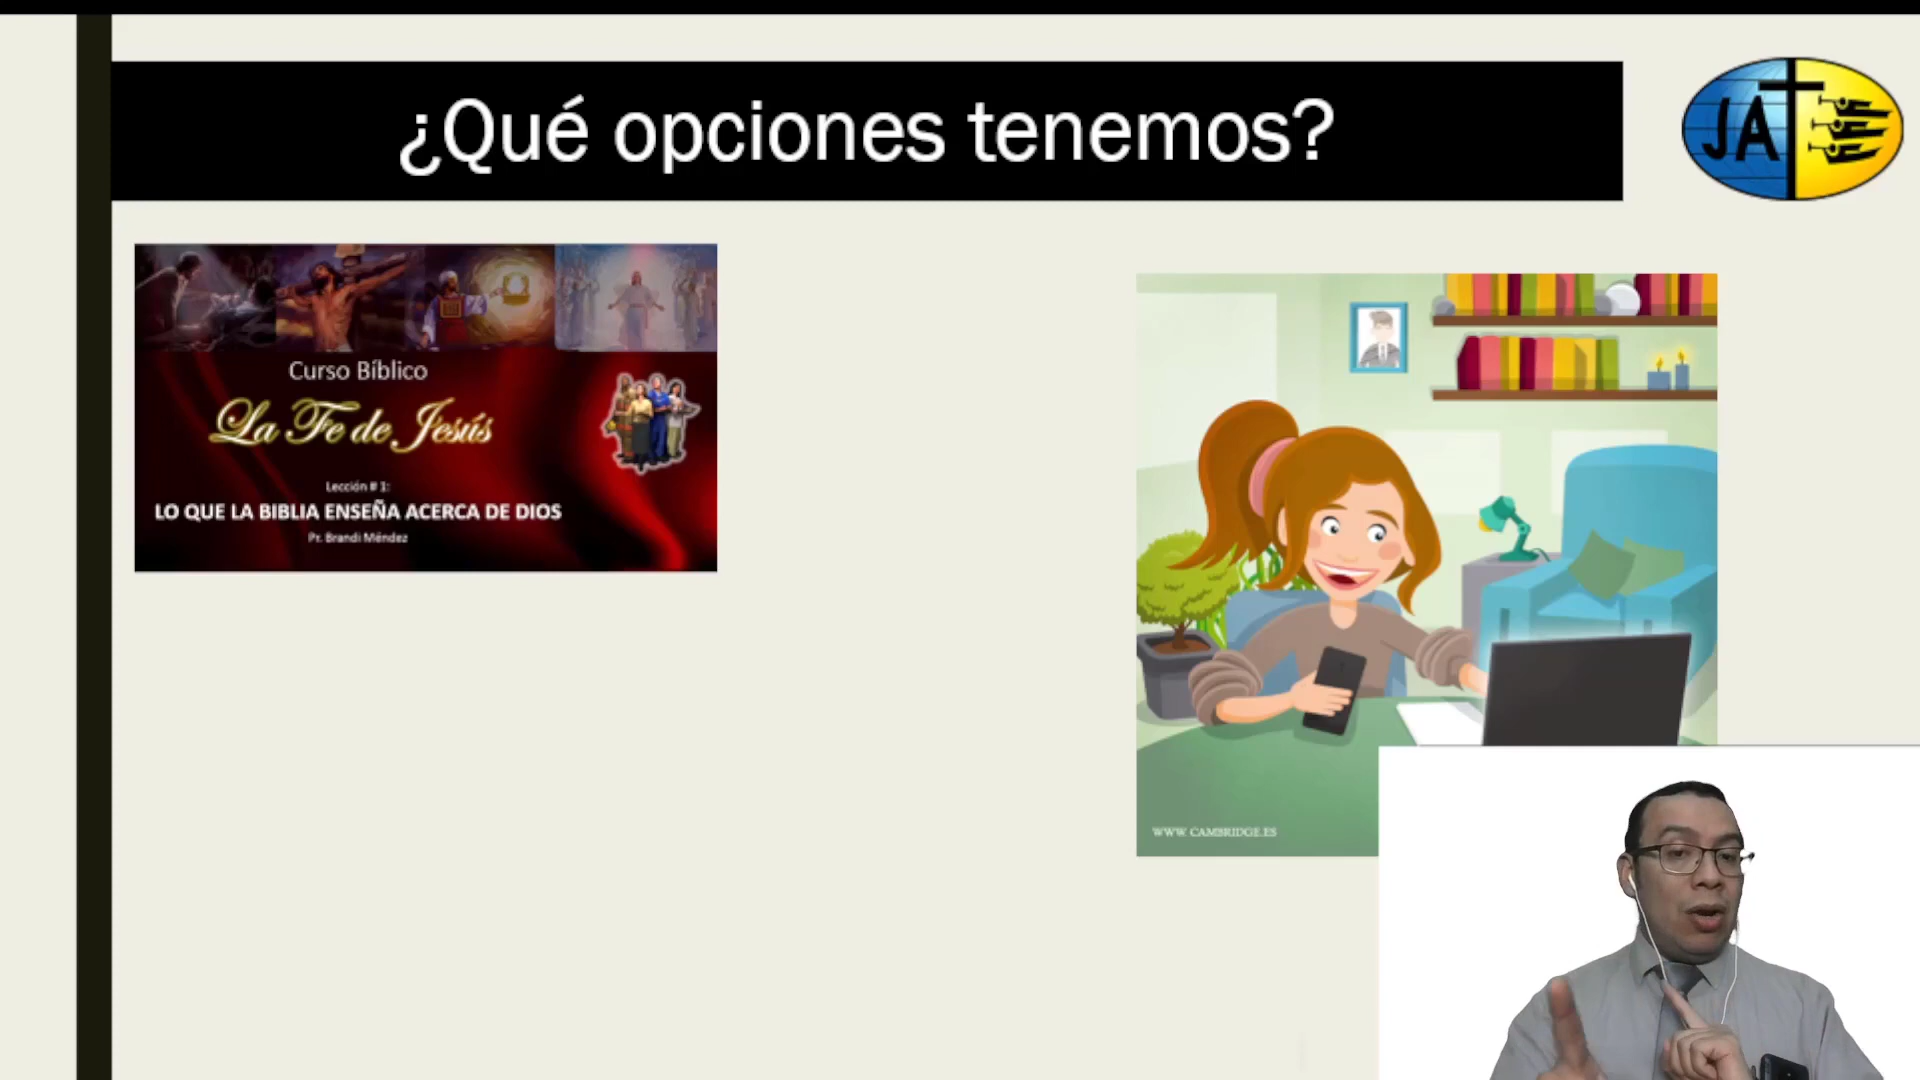 ¿Qué opciones tenemos?
JA
Curso Bíblico
La Fe de Jesús
Lección # 1:
LO QUE LA BIBLIA ENSEÑA ACERCA DE DIOS
Pr. Brandi Méndez
WWW. CAMBRIDGE.ES